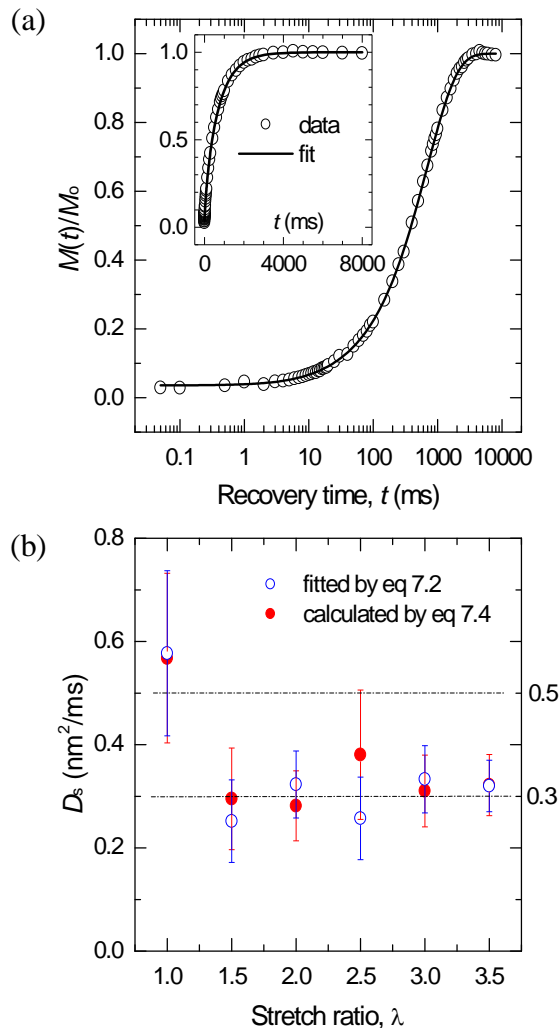 (a)
1.0
0.8
0.6
0.4
0.2
0.0
M(t)/Mo
1.0
0.5
0.0
data
fit
t (ms)
0 4000 8000
0.1 1 10 100 1000 10000
Recovery time, t (ms)
(b)
0.8
0.6
0.4
0.2
0.0
Ds (nm²/ms)
fitted by eq 7.2
calculated by eq 7.4
0.5
0.3
1.0 1.5 2.0 2.5 3.0 3.5
Stretch ratio, λ